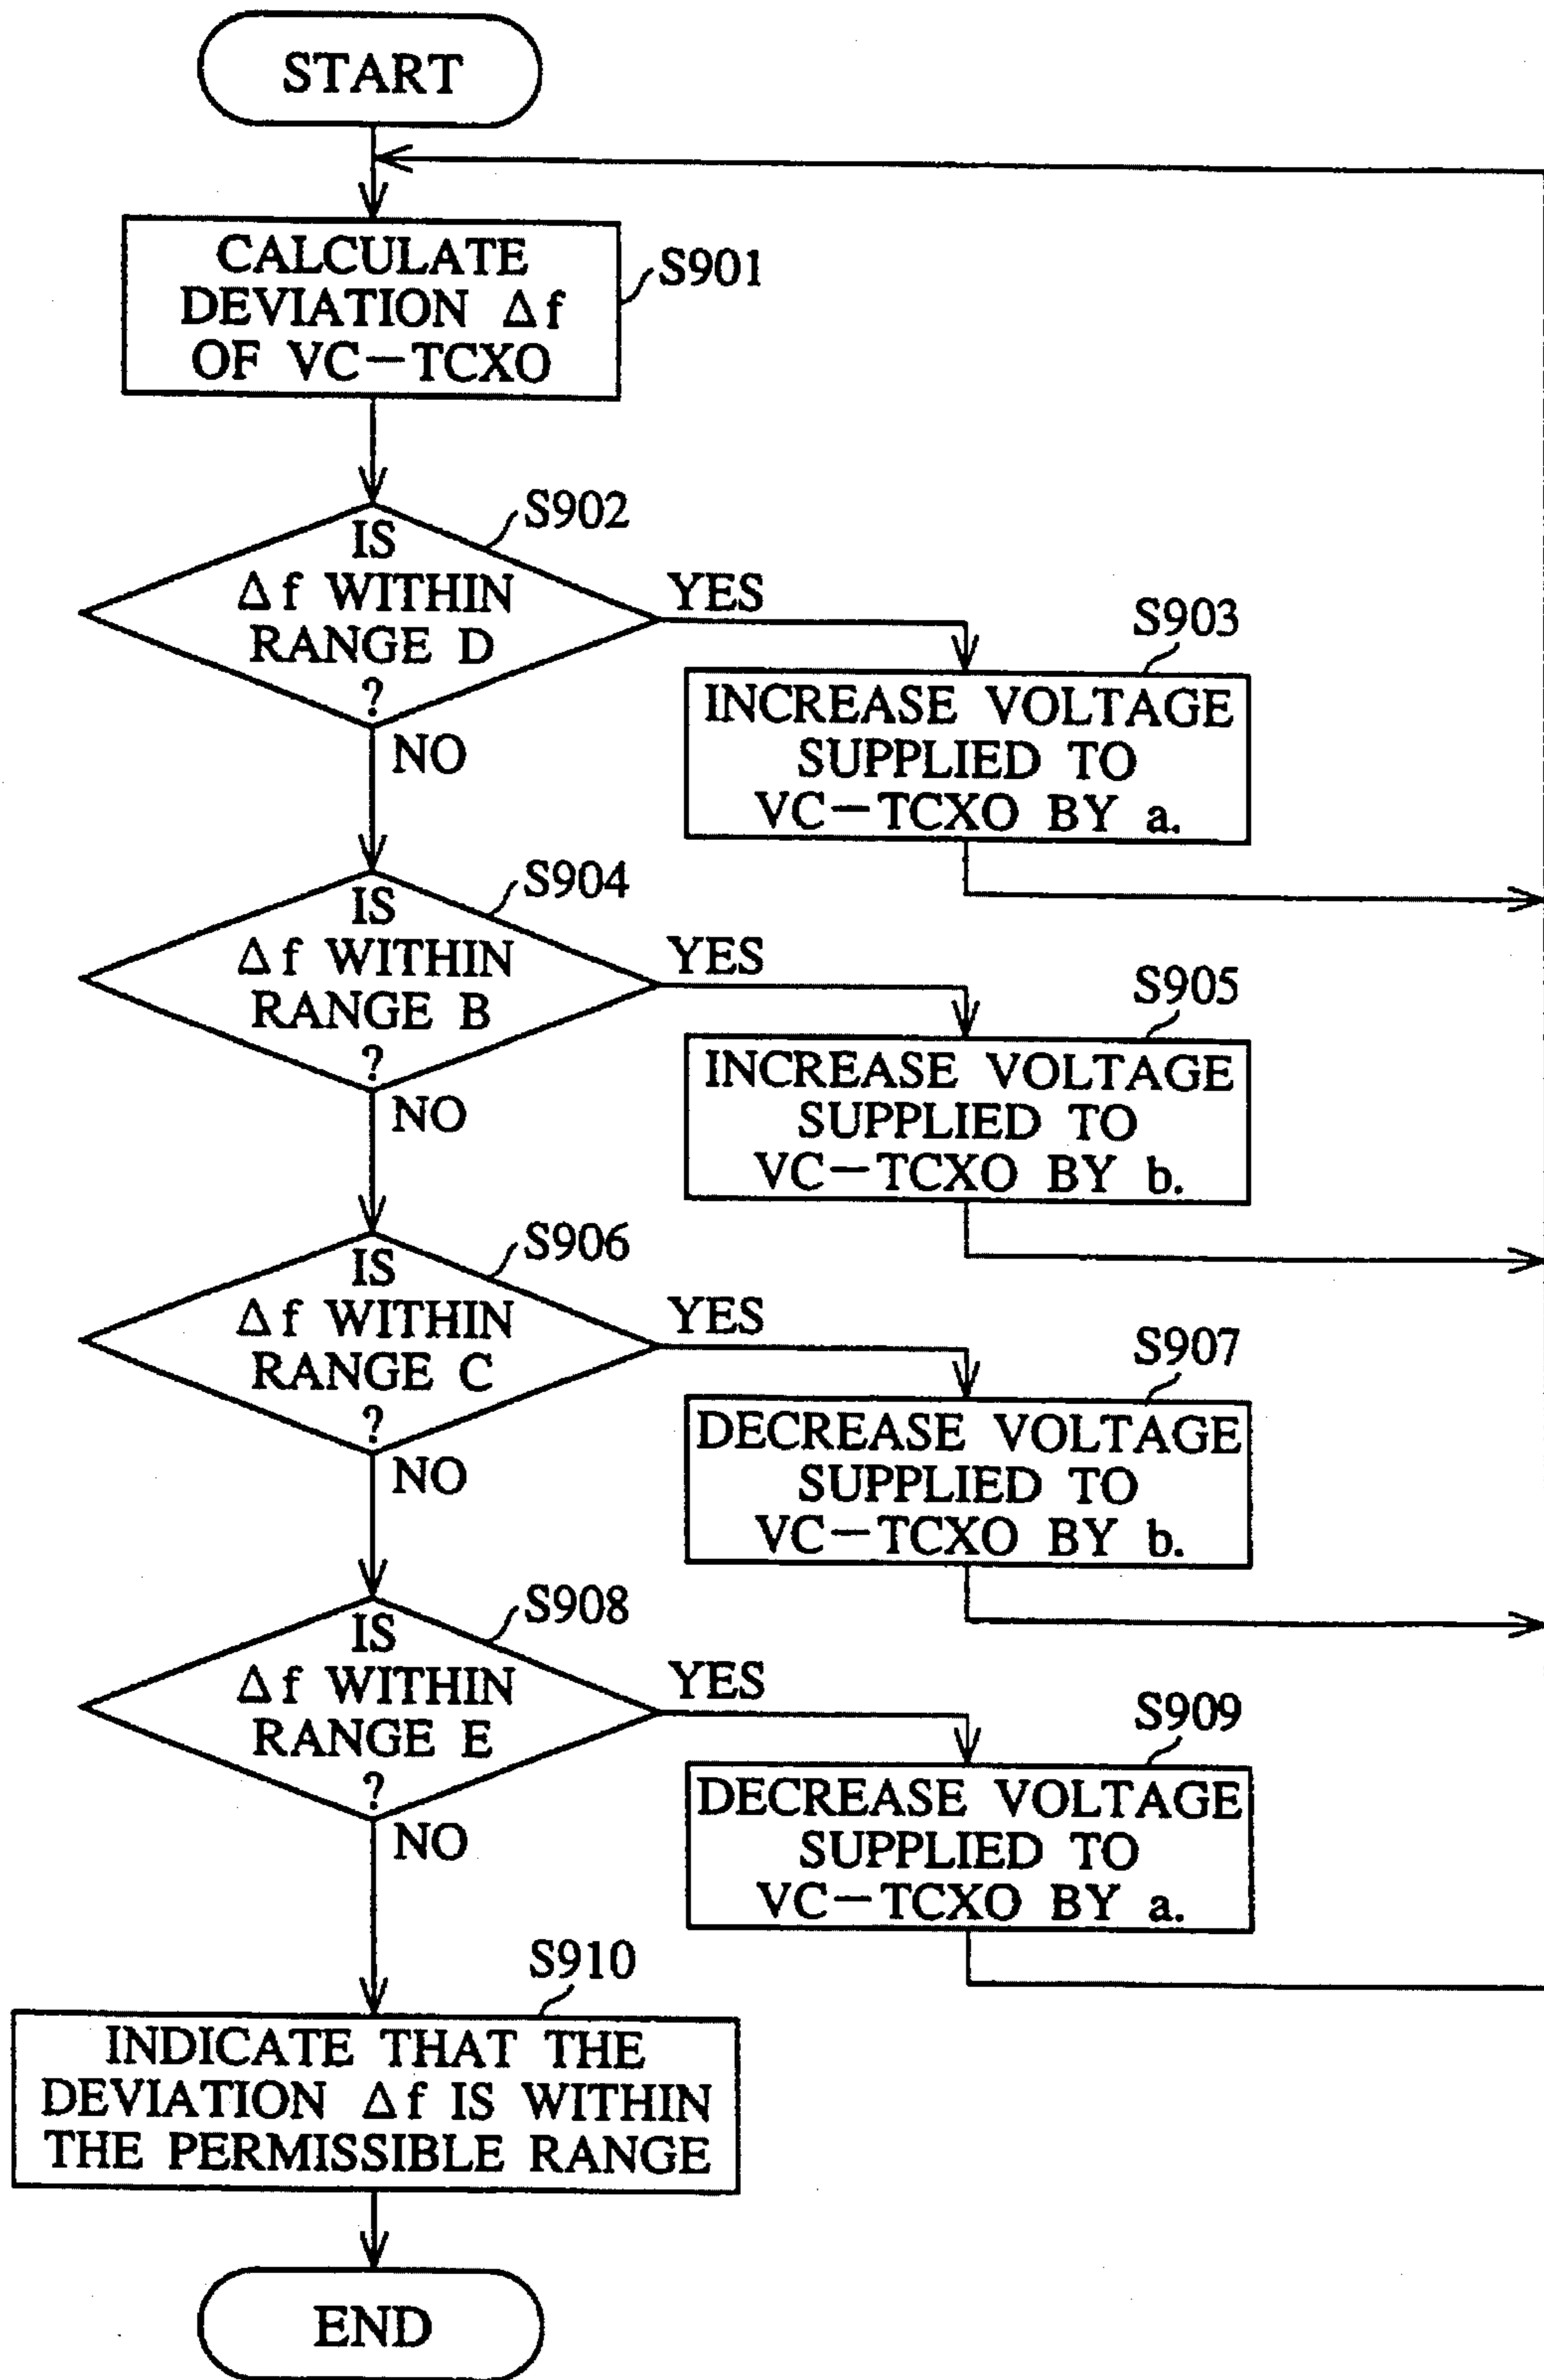 START
CALCULATE
DEVIATION Δf
OF VC-TCXO
S901
IS
Δf WITHIN
RANGE D
?
S902
YES
NO
S903
INCREASE VOLTAGE
SUPPLIED TO
VC-TCXO BY a.
IS
Δf WITHIN
RANGE B
?
S904
YES
NO
S905
INCREASE VOLTAGE
SUPPLIED TO
VC-TCXO BY b.
IS
Δf WITHIN
RANGE C
?
S906
YES
NO
S907
DECREASE VOLTAGE
SUPPLIED TO
VC-TCXO BY b.
IS
Δf WITHIN
RANGE E
?
S908
YES
NO
S909
DECREASE VOLTAGE
SUPPLIED TO
VC-TCXO BY a.
S910
INDICATE THAT THE
DEVIATION Δf IS WITHIN
THE PERMISSIBLE RANGE
END